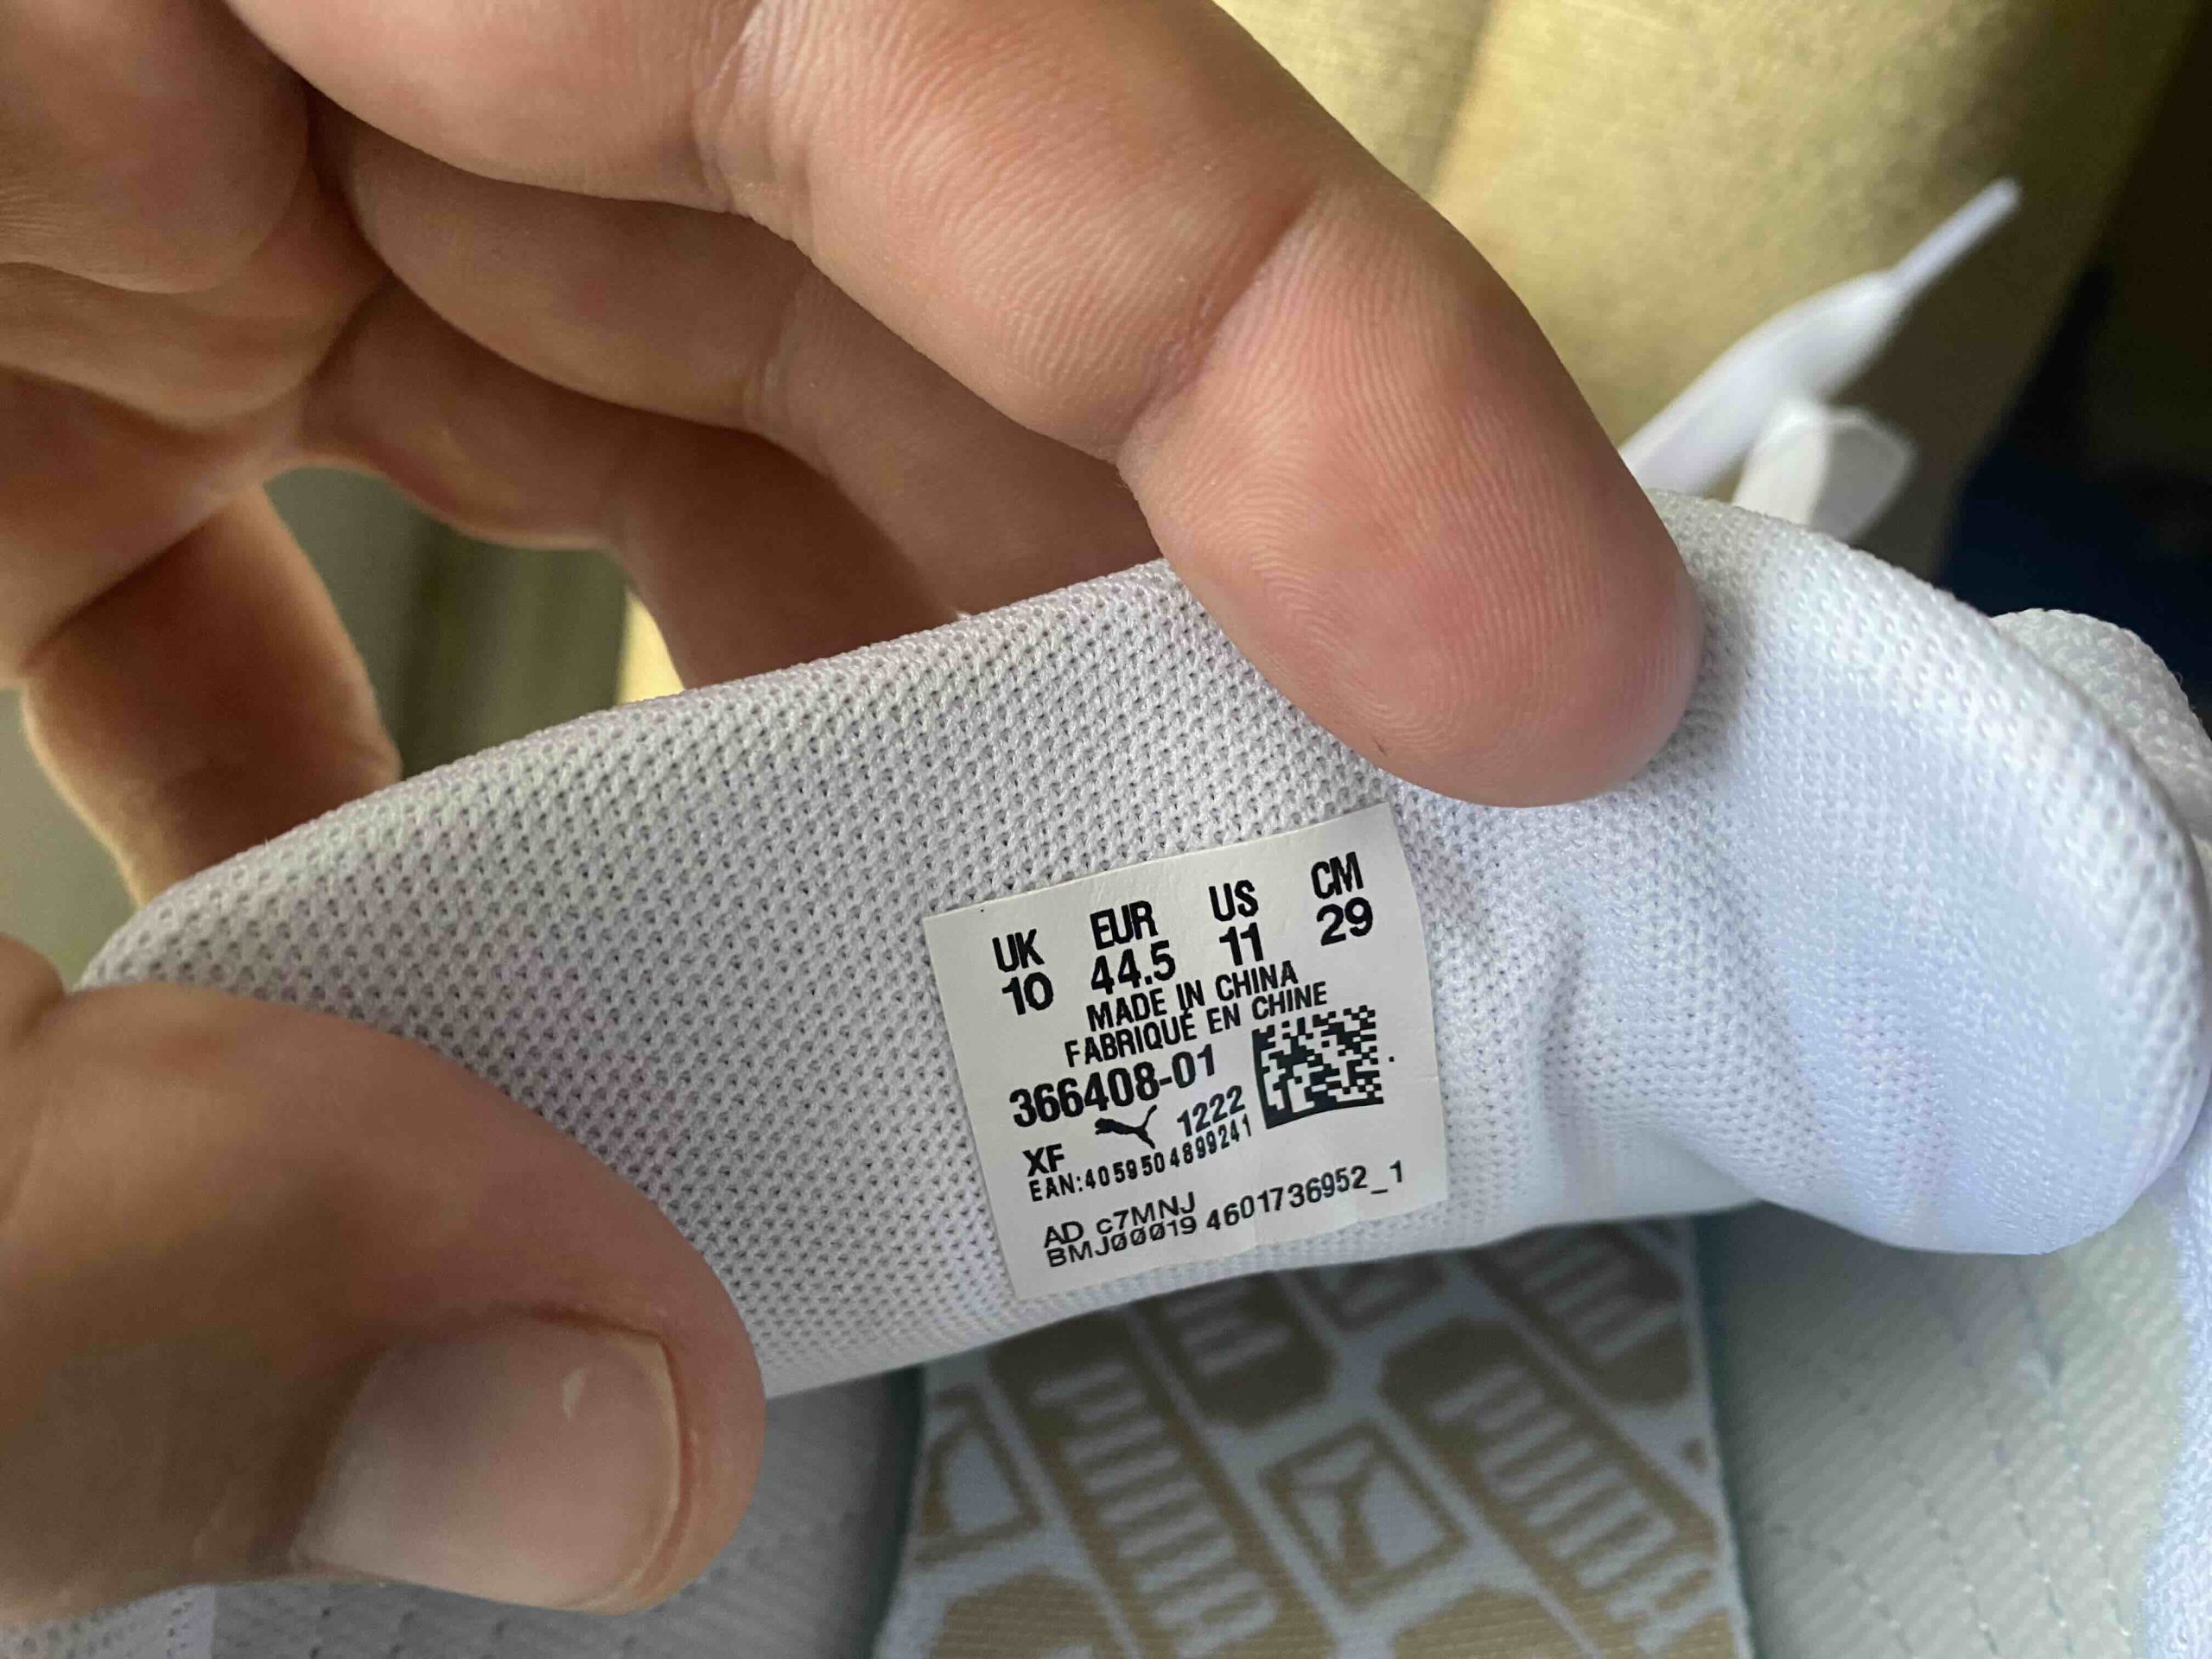 UK EUR US CM
10 44.5 11 29
MADE IN CHINA
FABRIQUÉ EN CHINE
366408-01
XF 1222
EAN:4059504899241
AD c7MNJ
BMJ00019 4601736952_1
PUMA
PUMA